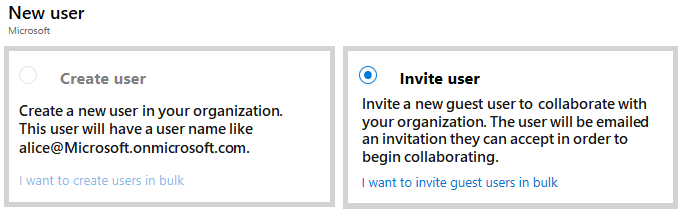 New user
Microsoft
Create user
Create a new user in your organization.
This user will have a user name like
alice@Microsoft.onmicrosoft.com.
I want to create users in bulk
Invite user
Invite a new guest user to collaborate with
your organization. The user will be emailed
an invitation they can accept in order to
begin collaborating.
I want to invite guest users in bulk